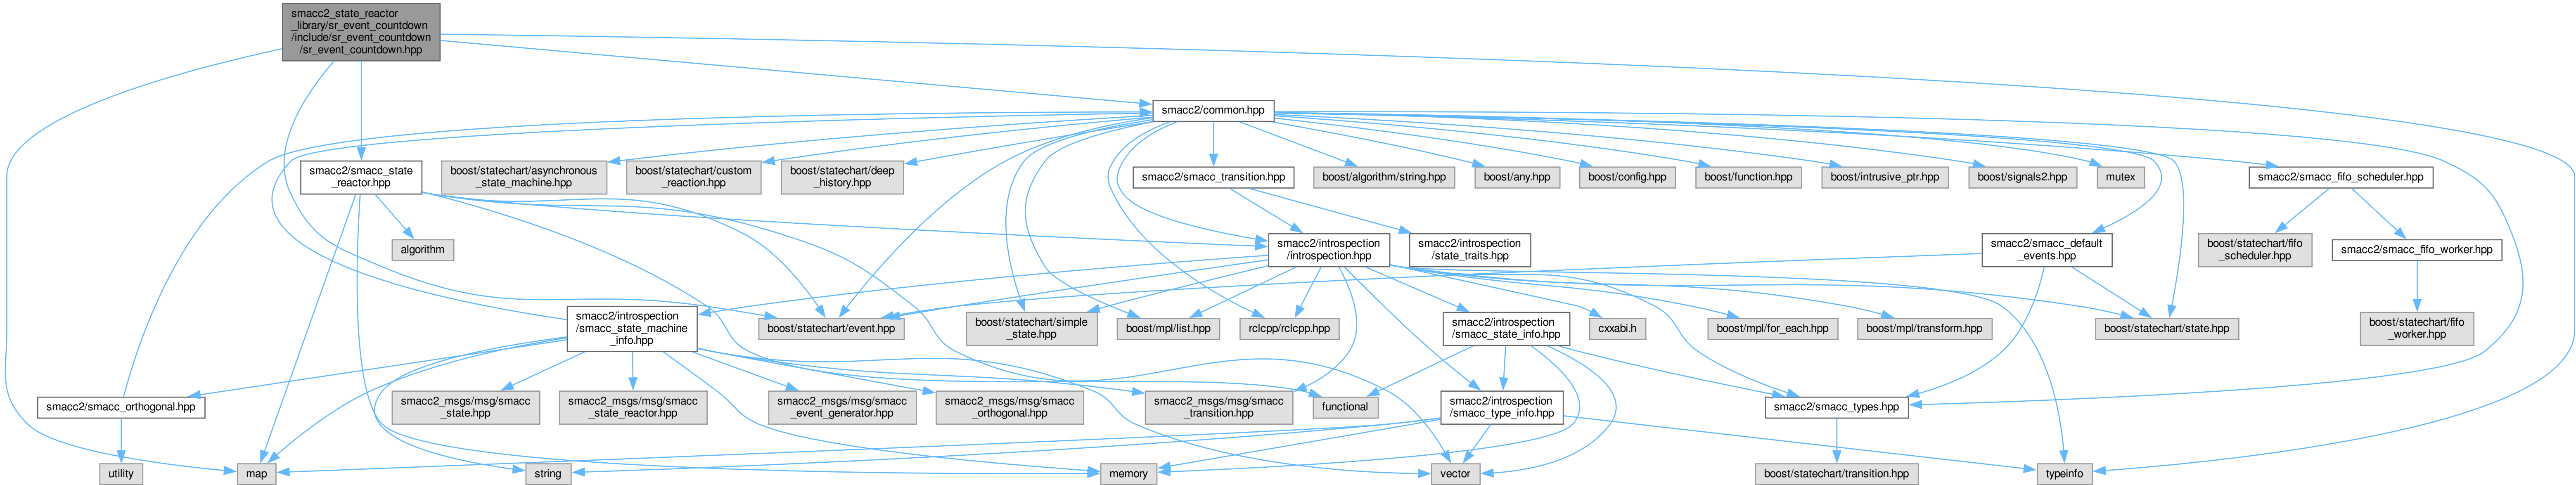 smacc2_state_reactor
_library/sr_event_countdown
/include/sr_event_countdown
/sr_event_countdown.hpp
smacc2/common.hpp
smacc2/smacc_state
_reactor.hpp
boost/statechart/asynchronous
_state_machine.hpp
boost/statechart/custom
_reaction.hpp
boost/statechart/deep
_history.hpp
smacc2/smacc_transition.hpp
boost/algorithm/string.hpp
boost/any.hpp
boost/config.hpp
boost/function.hpp
boost/intrusive_ptr.hpp
boost/signals2.hpp
mutex
smacc2/smacc_fifo_scheduler.hpp
algorithm
smacc2/introspection
/introspection.hpp
smacc2/introspection
/state_traits.hpp
smacc2/smacc_default
_events.hpp
boost/statechart/fifo
_scheduler.hpp
smacc2/smacc_fifo_worker.hpp
smacc2/introspection
/smacc_state_machine
_info.hpp
boost/statechart/event.hpp
boost/statechart/simple
_state.hpp
boost/mpl/list.hpp
rclcpp/rclcpp.hpp
smacc2/introspection
/smacc_state_info.hpp
cxxabi.h
boost/mpl/for_each.hpp
boost/mpl/transform.hpp
boost/statechart/state.hpp
boost/statechart/fifo
_worker.hpp
smacc2/smacc_orthogonal.hpp
smacc2_msgs/msg/smacc
_state.hpp
smacc2_msgs/msg/smacc
_state_reactor.hpp
smacc2_msgs/msg/smacc
_event_generator.hpp
smacc2_msgs/msg/smacc
_orthogonal.hpp
smacc2_msgs/msg/smacc
_transition.hpp
functional
smacc2/introspection
/smacc_type_info.hpp
smacc2/smacc_types.hpp
utility
map
string
memory
vector
boost/statechart/transition.hpp
typeinfo